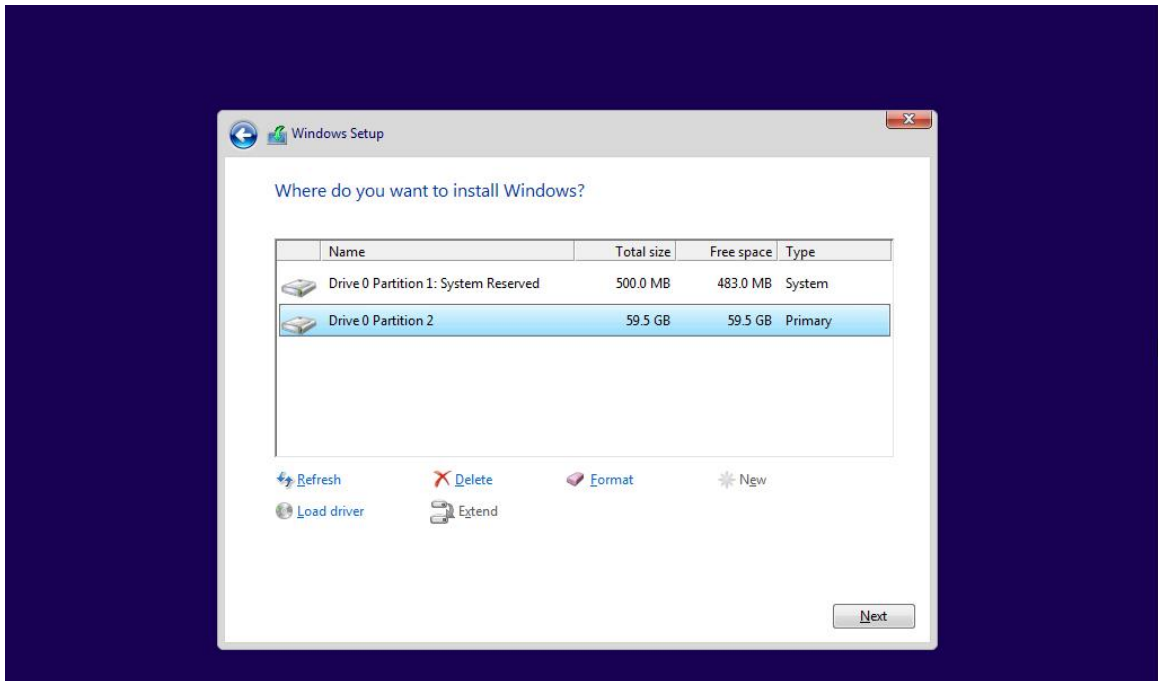 Windows Setup
Where do you want to install Windows?
Name Total size Free space Type
Drive 0 Partition 1: System Reserved 500.0 MB 483.0 MB System
Drive 0 Partition 2 59.5 GB 59.5 GB Primary
Refresh Delete Format New
Load driver Extend
Next